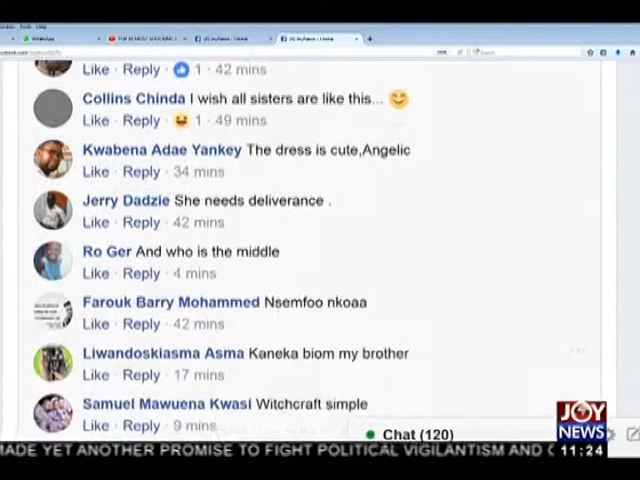 WhatsApp
Like · Reply · 1 · 42 mins
Collins Chinda I wish all sisters are like this...
Like · Reply · 1 · 49 mins
Kwabena Adae Yankey The dress is cute,Angelic
Like · Reply · 34 mins
Jerry Dadzie She needs deliverance .
Like · Reply · 42 mins
Ro Ger And who is the middle
Like · Reply · 4 mins
Farouk Barry Mohammed Nsemfoo nkoaa
Like · Reply · 42 mins
Liwandoskiasma Asma Kaneka biom my brother
Like · Reply · 17 mins
Samuel Mawuena Kwasi Witchcraft simple
Like · Reply · 9 mins
Chat (120)
JOY
NEWS
MADE YET ANOTHER PROMISE TO FIGHT POLITICAL VIGILANTISM AND
11:24